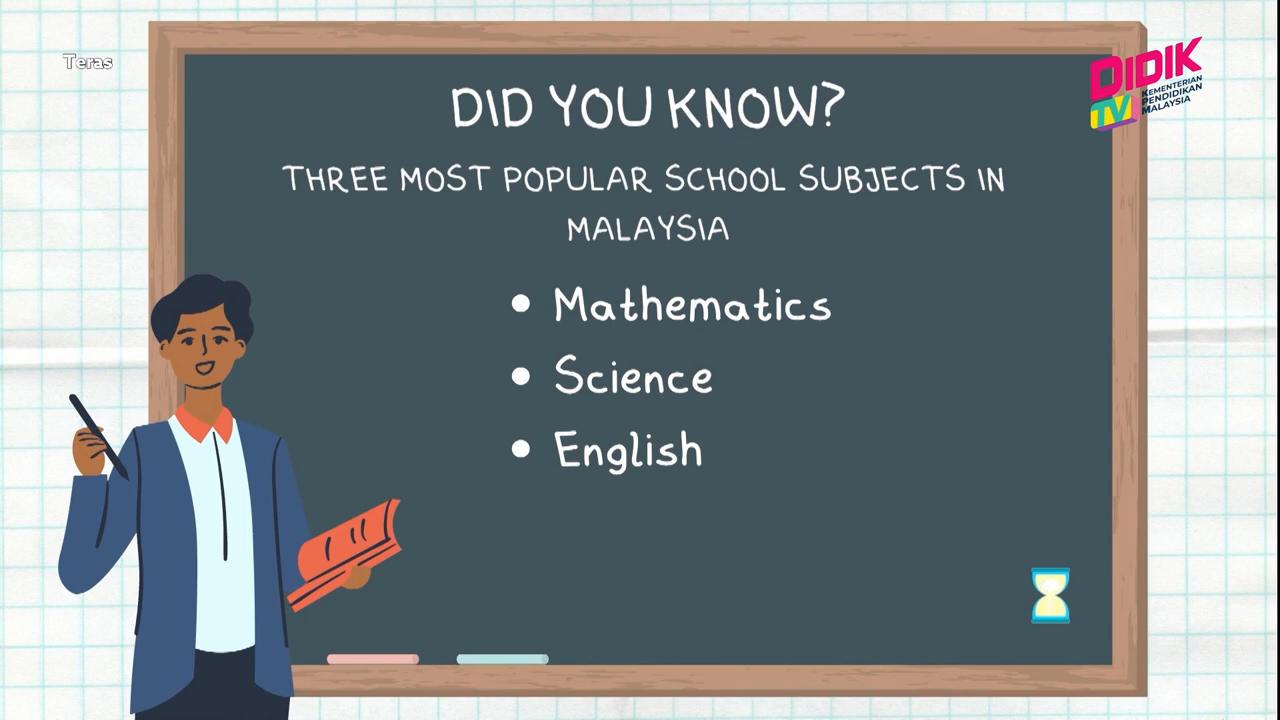 Teras
DIDIK
TV
KEMENTERIAN
PENDIDIKAN
MALAYSIA
DID YOU KNOW?
THREE MOST POPULAR SCHOOL SUBJECTS IN
MALAYSIA
• Mathematics
• Science
• English